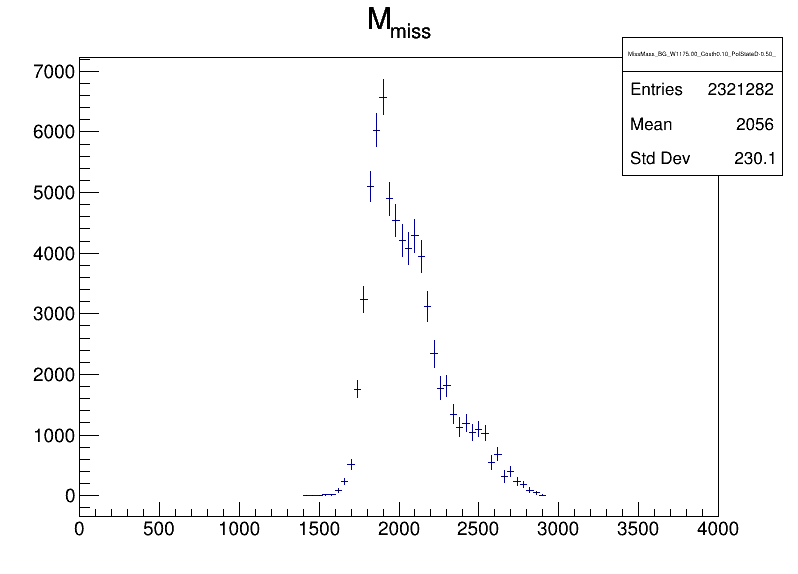 M_miss
MissMass_BG_W1175.00_Costh0.10_PolStateD-0.50_
Entries 2321282
Mean 2056
Std Dev 230.1
7000
6000
5000
4000
3000
2000
1000
0
0 500 1000 1500 2000 2500 3000 3500 4000